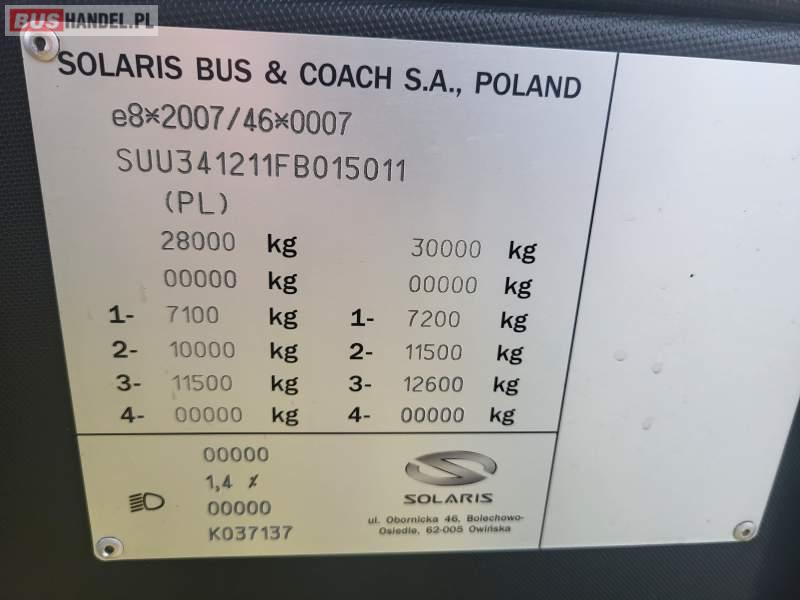 BUSHANDEL.PL
SOLARIS BUS & COACH S.A., POLAND
e8*2007/46*0007
SUU341211FB015011
(PL)
28000 kg 30000 kg
00000 kg 00000 kg
1- 7100 kg 1- 7200 kg
2- 10000 kg 2- 11500 kg
3- 11500 kg 3- 12600 kg
4- 00000 kg 4- 00000 kg
00000
1,4 %
00000
K037137
SOLARIS
ul. Obornicka 46, Bolechowo-
Osiedle, 62-005 Owińska